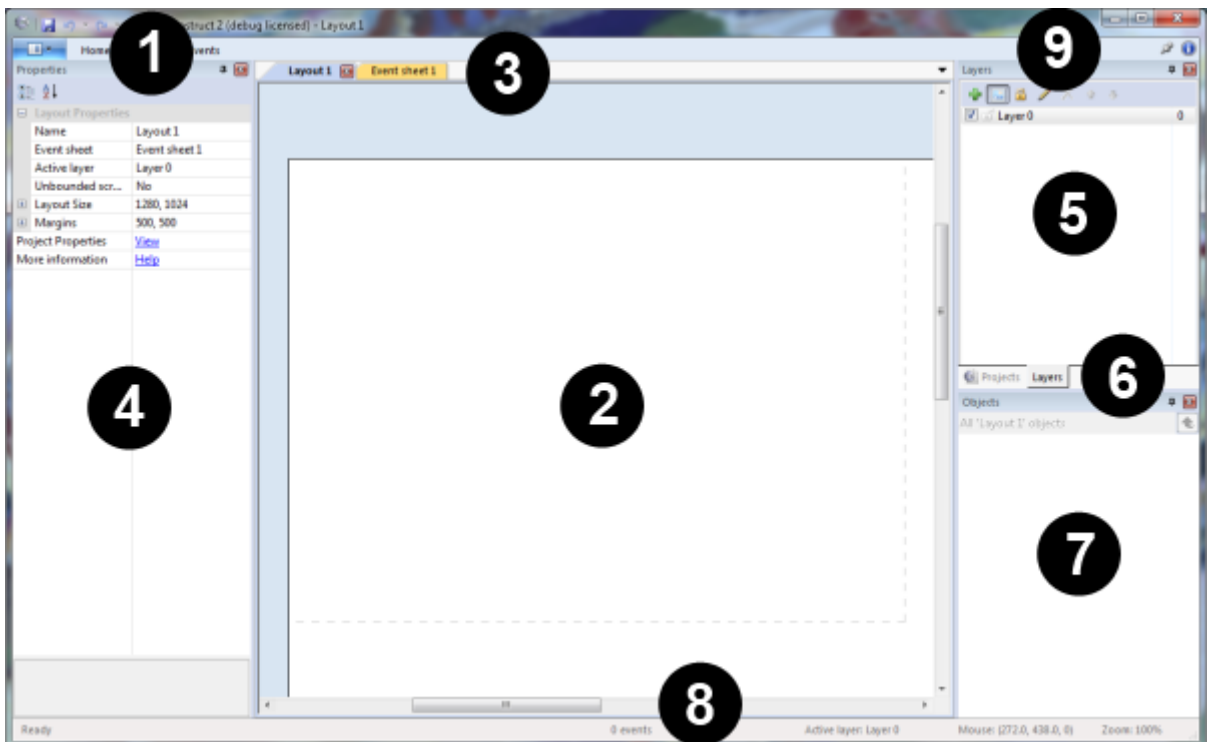 1
struct 2 (debug licensed) - Layout 1
9
Home
vents
Properties
Layout 1
Event sheet 1
3
Layers
Layout Properties
Name Layout 1
Layer 0 0
Event sheet Event sheet 1
Active layer Layer 0
Unbounded scr... No
Layout Size 1280, 1024
Margins 500, 500
Project Properties View
More information Help
5
4
2
Projects Layers
6
Objects
All 'Layout 1' objects
7
8
Ready
0 events
Active layer: Layer 0
Mouse: (272.0, 438.0, 0)
Zoom: 100%